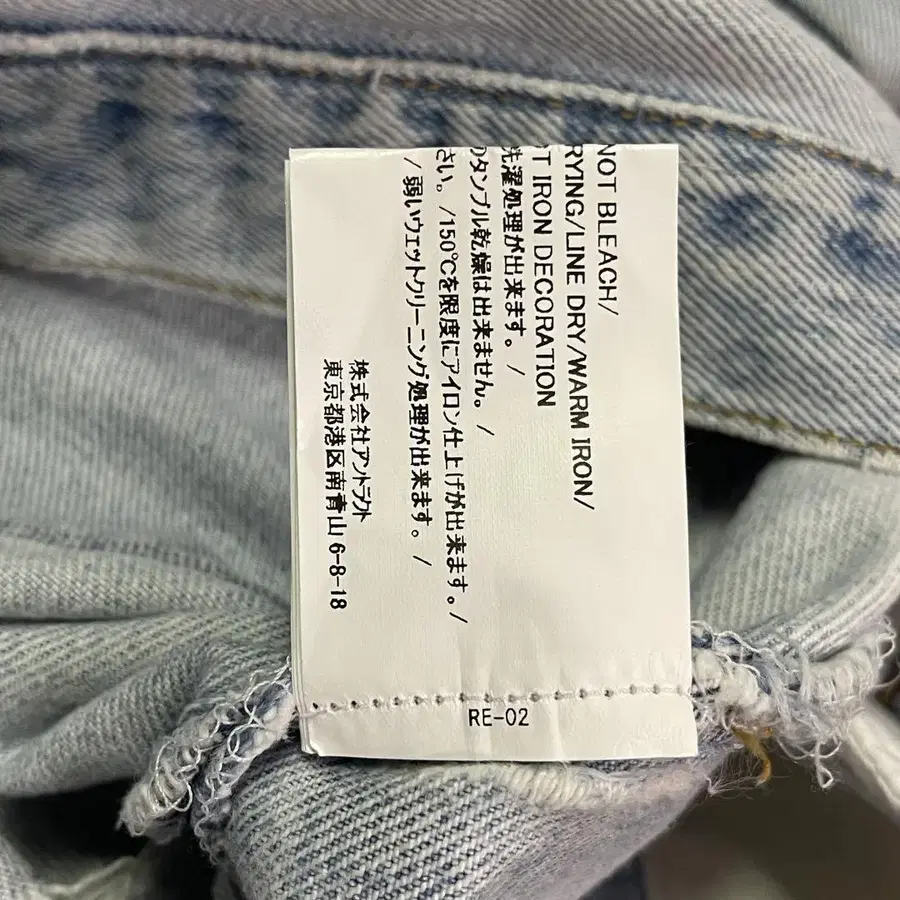 NOT BLEACH/
RYING/LINE DRY/WARM IRON/
T IRON DECORATION
洗濯処理が出来ます。/
のタンブル乾燥は出来ません。/
さい。/150℃を限度にアイロン仕上げが出来ます。/
/弱いウェットクリーニング処理が出来ます。/
株式会社アントラクト
東京都港区南青山 6-8-18
RE-02